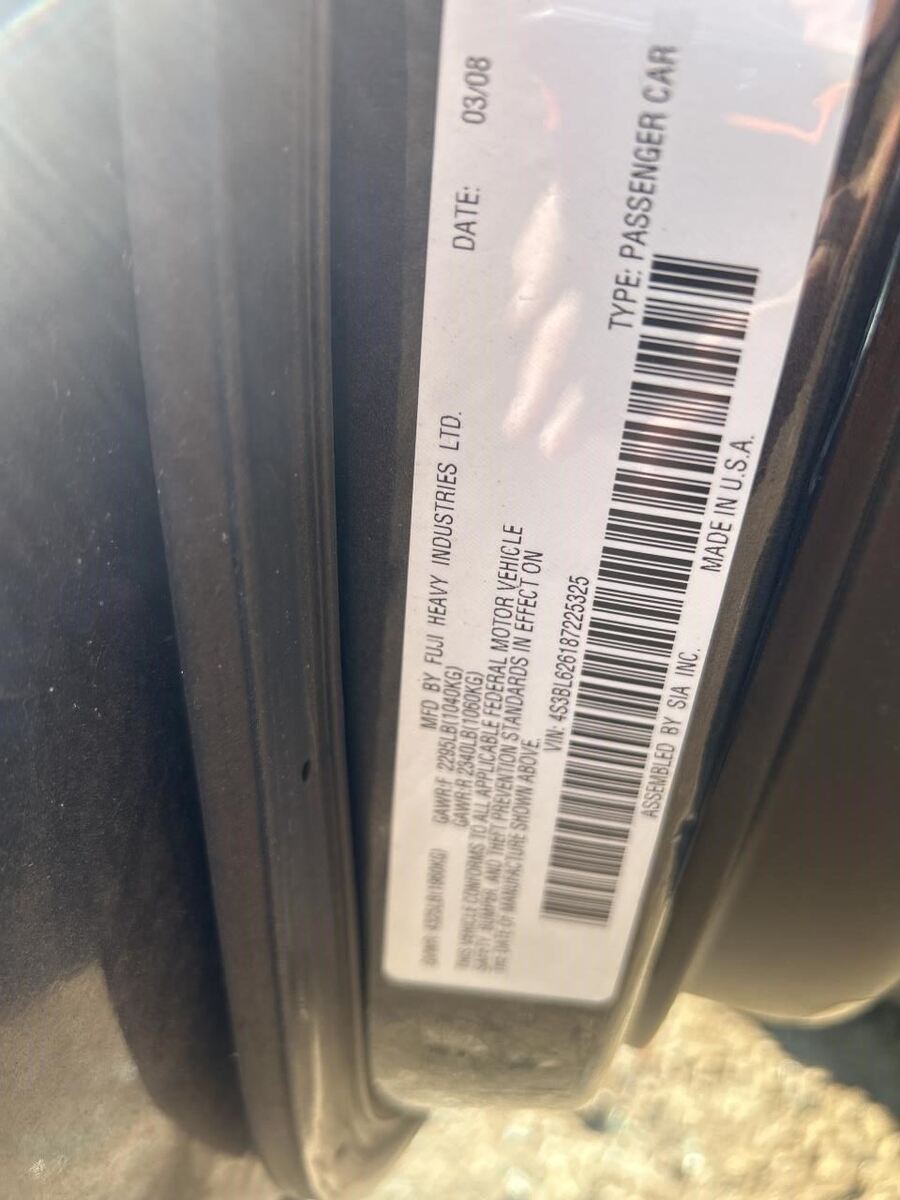 MFD BY FUJI HEAVY INDUSTRIES LTD. DATE: 03/08
GAWR:F 2295LB(1040KG)
GAWR:R 2340LB(1060KG)
THIS VEHICLE CONFORMS TO ALL APPLICABLE FEDERAL MOTOR VEHICLE
SAFETY, BUMPER, AND THEFT PREVENTION STANDARDS IN EFFECT ON
THE DATE OF MANUFACTURE SHOWN ABOVE.
VIN: 4S3BL626187225325 TYPE: PASSENGER CAR
ASSEMBLED BY SIA INC. MADE IN U.S.A.